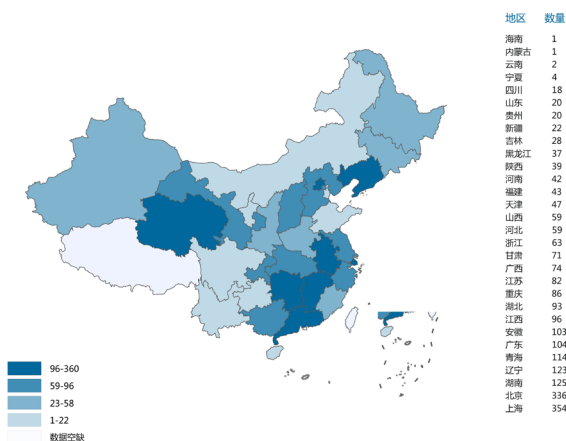 地区 数量
海南 1
内蒙古 1
云南 2
宁夏 4
四川 18
山东 20
贵州 20
新疆 22
吉林 28
黑龙江 37
陕西 39
河南 42
福建 43
天津 47
山西 59
河北 59
浙江 63
甘肃 71
广西 74
江苏 82
重庆 86
湖北 93
江西 96
安徽 103
广东 104
青海 114
辽宁 123
湖南 125
北京 336
上海 354
96-360
59-96
23-58
1-22
数据空缺